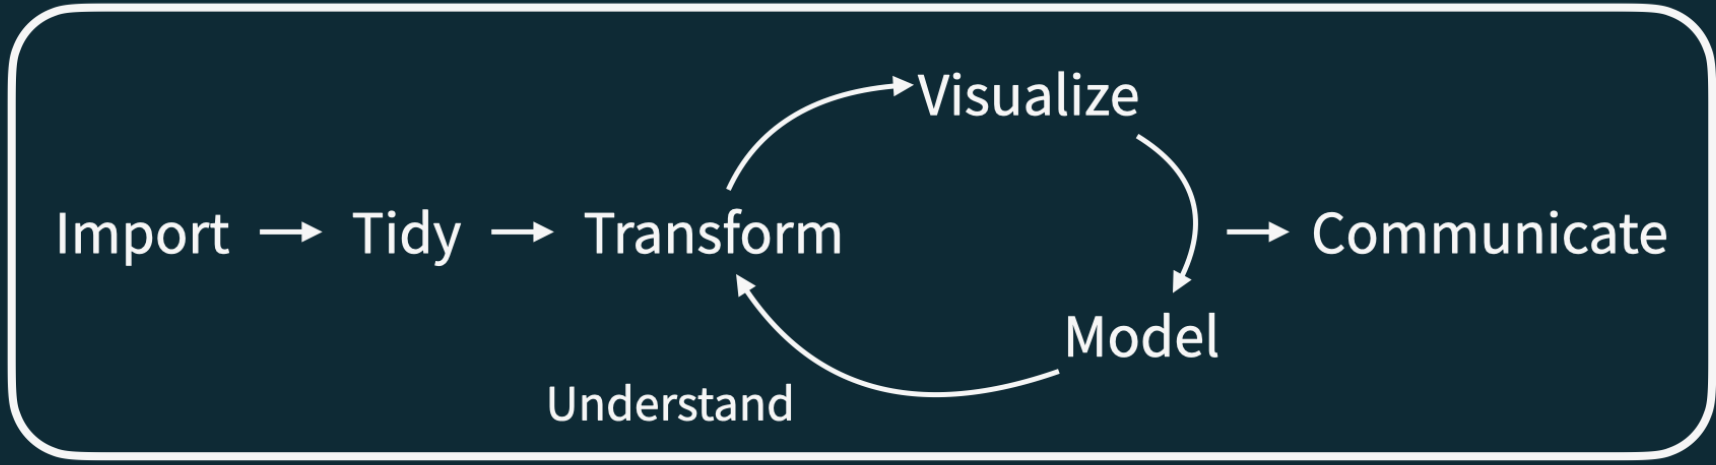 Visualize
Import → Tidy → Transform → Communicate
Model
Understand